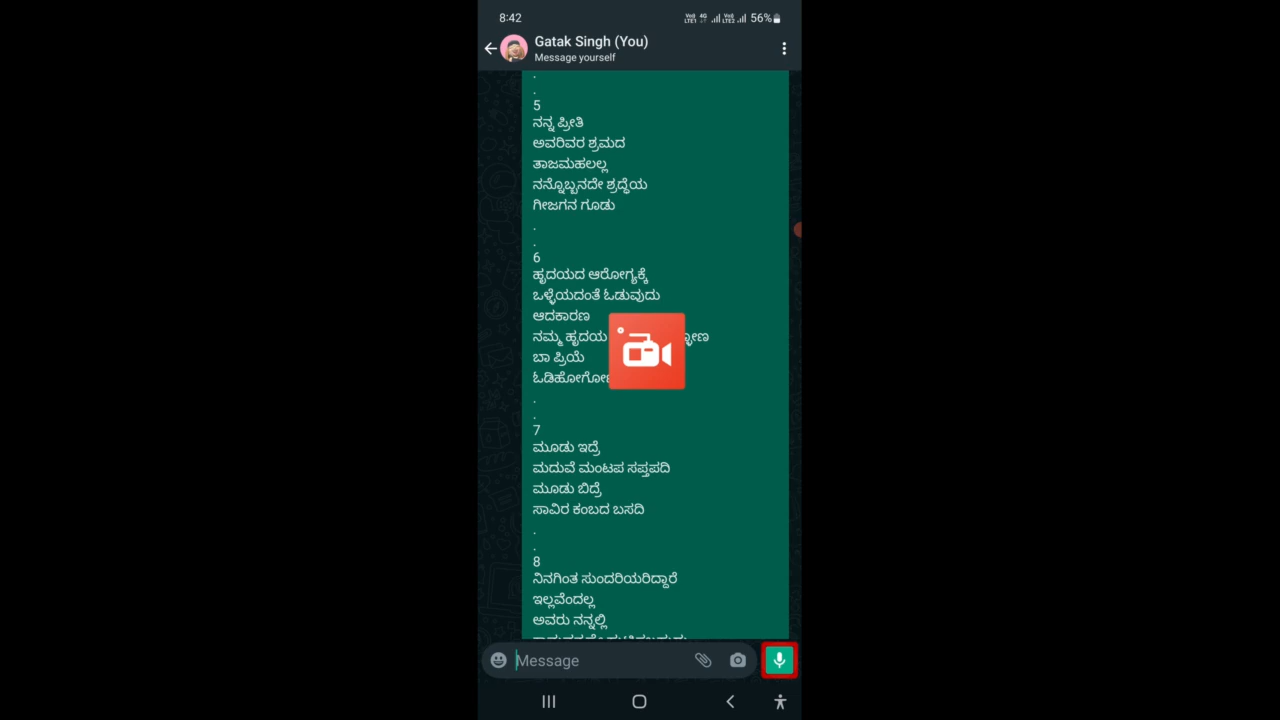 8:42
56%
Gatak Singh (You)
Message yourself
.
.
5
ನನ್ನ ಪ್ರೀತಿ
ಅವರಿವರ ಶ್ರಮದ
ತಾಜಮಹಲಲ್ಲ
ನನ್ನೊಬ್ಬನದೇ ಶ್ರದ್ಧೆಯ
ಗೀಜಗನ ಗೂಡು
.
.
6
ಹೃದಯದ ಆರೋಗ್ಯಕ್ಕೆ
ಒಳ್ಳೆಯದಂತೆ ಓಡುವುದು
ಆದಕಾರಣ
ನಮ್ಮ ಹೃದಯ
ಬಾ ಪ್ರಿಯೆ
.
.
7
ಮೂಡು ಇದ್ರೆ
ಮದುವೆ ಮಂಟಪ ಸಪ್ತಪದಿ
ಮೂಡು ಬಿದ್ರೆ
ಸಾವಿರ ಕಂಬದ ಬಸದಿ
.
.
8
ನಿನಗಿಂತ ಸುಂದರಿಯರಿದ್ದಾರೆ
ಇಲ್ಲವೆಂದಲ್ಲ
ಅವರು ನನ್ನಲ್ಲಿ
Message